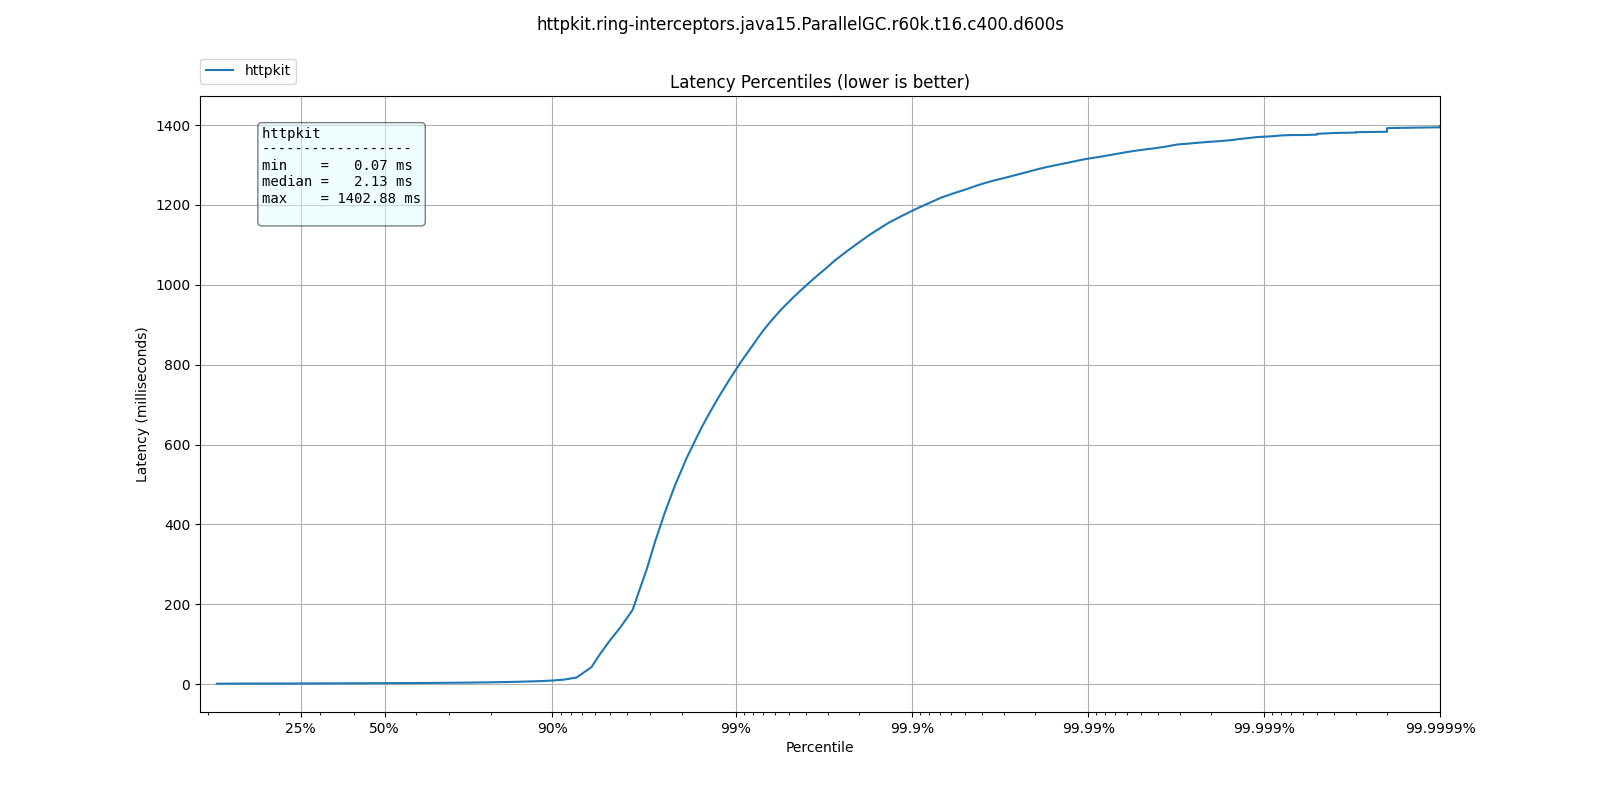 httpkit.ring-interceptors.java15.ParallelGC.r60k.t16.c400.d600s
httpkit
Latency Percentiles (lower is better)
httpkit
------------------
min    =   0.07 ms
median =   2.13 ms
max    = 1402.88 ms
1400
1200
1000
800
600
400
200
0
Latency (milliseconds)
25% 50% 90% 99% 99.9% 99.99% 99.999% 99.9999%
Percentile